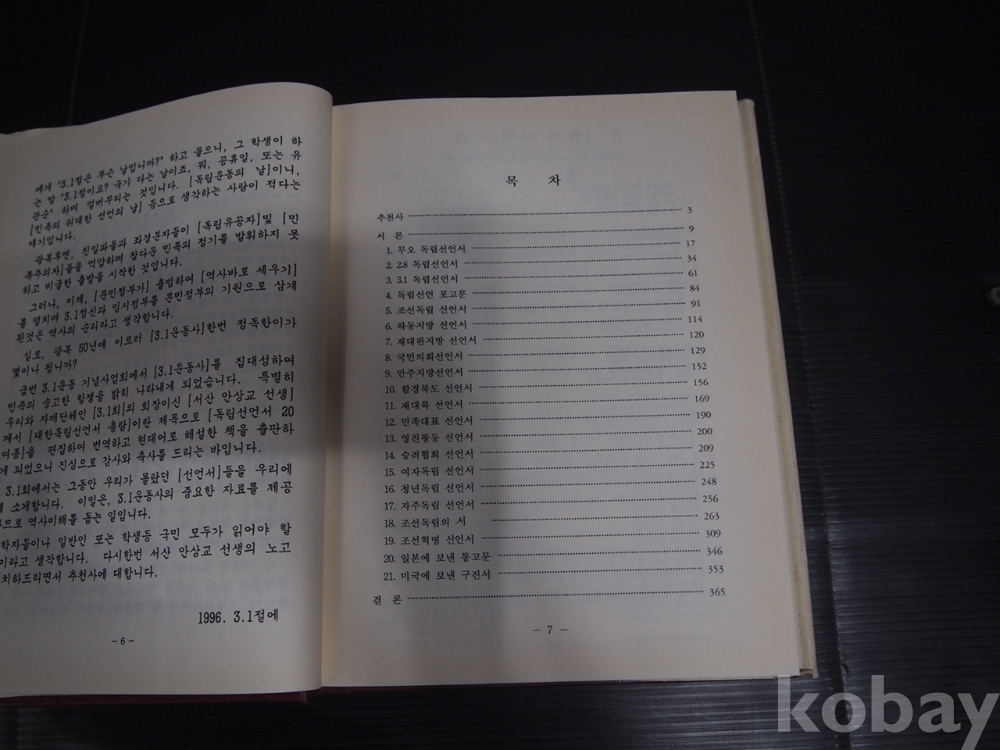 에게 "3.1절은 무슨 날입니까?" 하고 물으니, 그 학생이 하
는 말 "3.1절이요? 국기 다는 날이죠, 뭐, 공휴일, 또는 유
관순" 하며 얼버무리는 것입니다. [독립운동의 날]이니,
[민족의 위대한 선언의 날] 등으로 생각하는 사람이 적다는
얘기입니다.
광복후엔, 친일파들과 회경분자들이 [독립유공자]및 [민
족주의자]들을 억압하며 참다운 민족의 정기를 발휘하지 못
하고 비굴한 출발을 시작한 것입니다.
그러나, 이제, [문민정부가] 출범하여 [역사바로 세우기]
를 펼치며 3.1정신과 임시정부를 문민정부의 기원으로 삼게
된것은 역사의 순리라고 생각합니다.
실로, 광복 50년에 이르러 [3.1운동사]한번 정독한이가
몇이나 됩니까?
금번 3.1운동 기념사업회에서 [3.1운동사]를 집대성하여
민족의 숭고한 항쟁을 밝히 나타내게 되었습니다. 특별히
우리와 자매단체인 [3.1회]의 회장이신 [서산 안상교 선생]
께서 [대한독립선언서 총람]이란 제목으로 [독립선언서 20
여종]을 편집하여 번역하고 현대어로 해설한 책을 출판하
게 되었으니 진심으로 감사와 축사를 드리는 바입니다.
3.1회에서는 그동안 우리가 몰랐던 [선언서]들을 우리에
게 소개합니다. 이일은, 3.1운동사의 중요한 자료를 제공
하므로 역사이해를 돕는 일입니다.
학자들이나 일반인 또는 학생등 국민 모두가 읽어야 할
이라고 생각합니다. 다시한번 서산 안상교 선생의 노고
치하드리면서 추천사에 대합니다.
1996. 3.1절에
- 6 -
목 차
추천사 3
서 론 9
1. 무오 독립선언서 17
2. 2.8 독립선언서 34
3. 3.1 독립선언서 61
4. 독립선언 포고문 84
5. 조선독립 선언서 91
6. 하동지방 선언서 114
7. 재대판지방 선언서 120
8. 국민의회선언서 129
9. 만주지방선언서 152
10. 함경북도 선언서 156
11. 재대륙 선언서 169
12. 민족대표 선언서 190
13. 영친왕등 선언서 200
14. 승려협회 선언서 209
15. 여자독립 선언서 225
16. 청년독립 선언서 248
17. 자주독립 선언서 256
18. 조선독립의 서 263
19. 조선혁명 선언서 309
20. 일본에 보낸 통고문 346
21. 미국에 보낸 구진서 353
결 론 365
- 7 -
kobay